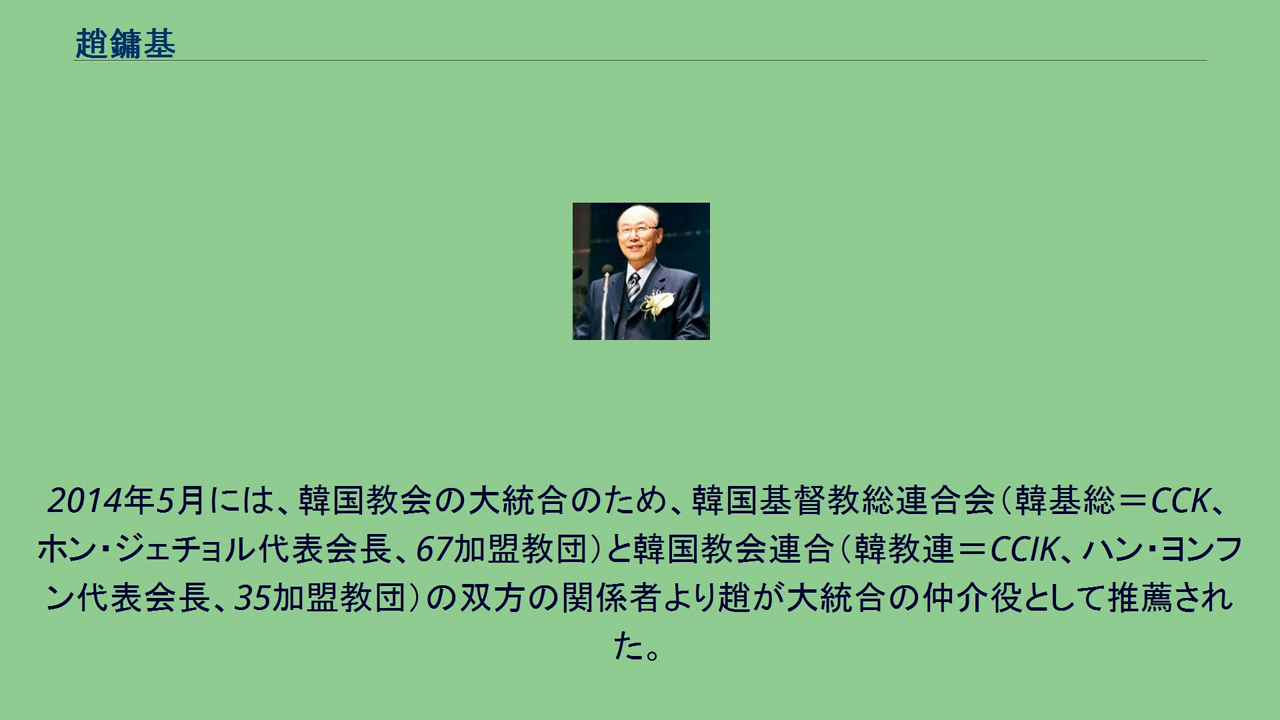 趙鏞基
2014年5月には、韓国教会の大統合のため、韓国基督教総連合会（韓基総＝CCK、
ホン・ジェチョル代表会長、67加盟教団）と韓国教会連合（韓教連＝CCIK、ハン・ヨンフ
ン代表会長、35加盟教団）の双方の関係者より趙が大統合の仲介役として推薦され
た。